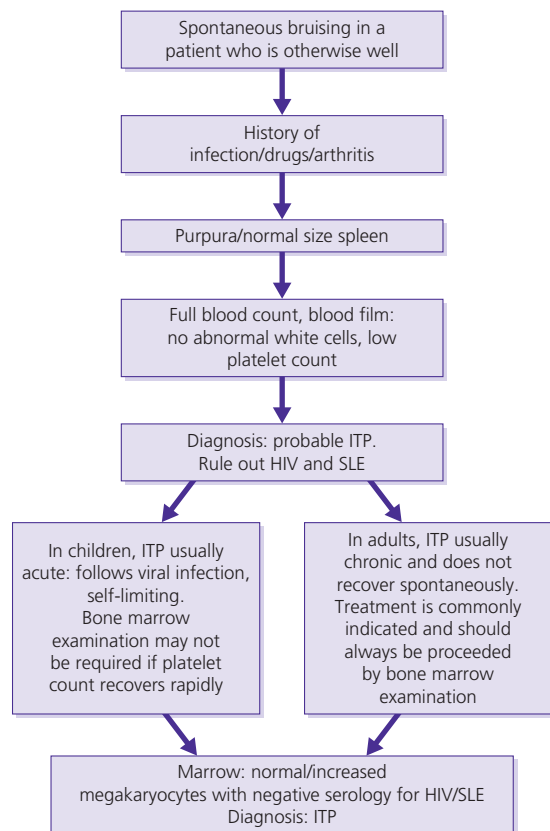 Spontaneous bruising in a
patient who is otherwise well
History of
infection/drugs/arthritis
Purpura/normal size spleen
Full blood count, blood film:
no abnormal white cells, low
platelet count
Diagnosis: probable ITP.
Rule out HIV and SLE
In children, ITP usually
acute: follows viral infection,
self-limiting.
Bone marrow
examination may not
be required if platelet
count recovers rapidly
In adults, ITP usually
chronic and does not
recover spontaneously.
Treatment is commonly
indicated and should
always be proceeded
by bone marrow
examination
Marrow: normal/increased
megakaryocytes with negative serology for HIV/SLE
Diagnosis: ITP